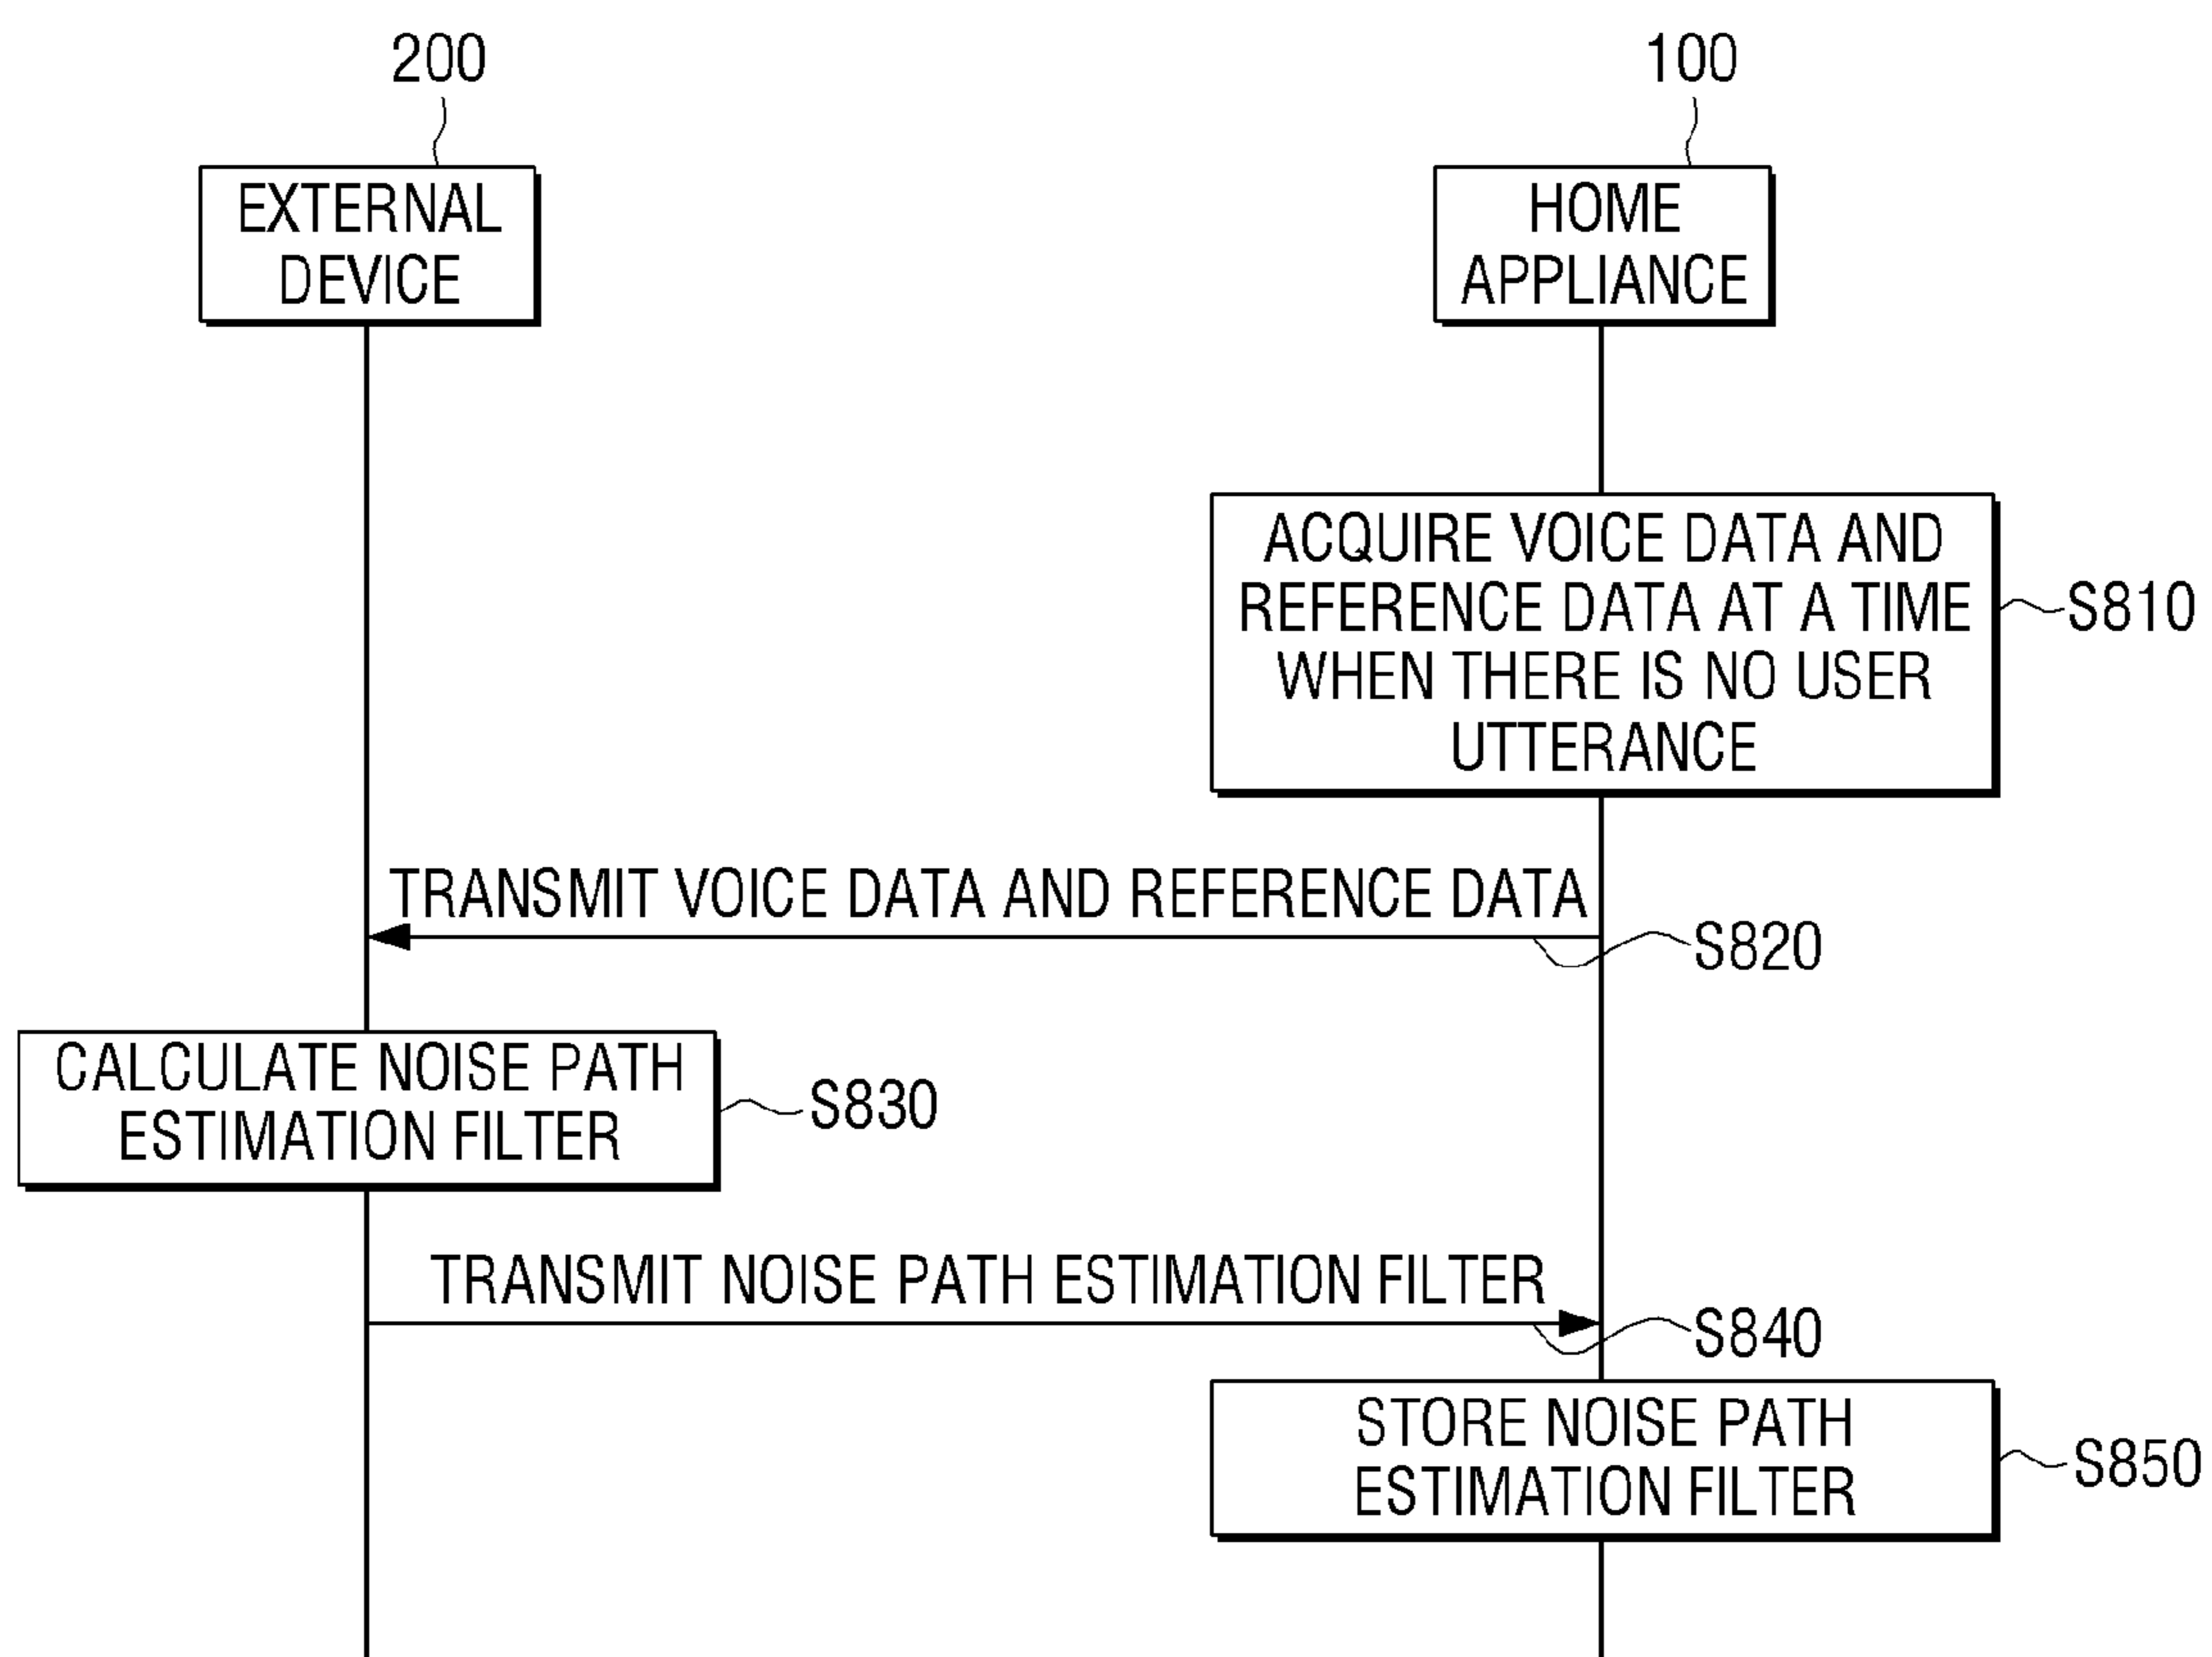 200
100
EXTERNAL
DEVICE
HOME
APPLIANCE
ACQUIRE VOICE DATA AND
REFERENCE DATA AT A TIME
WHEN THERE IS NO USER
UTTERANCE
S810
TRANSMIT VOICE DATA AND REFERENCE DATA
S820
CALCULATE NOISE PATH
ESTIMATION FILTER
S830
TRANSMIT NOISE PATH ESTIMATION FILTER
S840
STORE NOISE PATH
ESTIMATION FILTER
S850